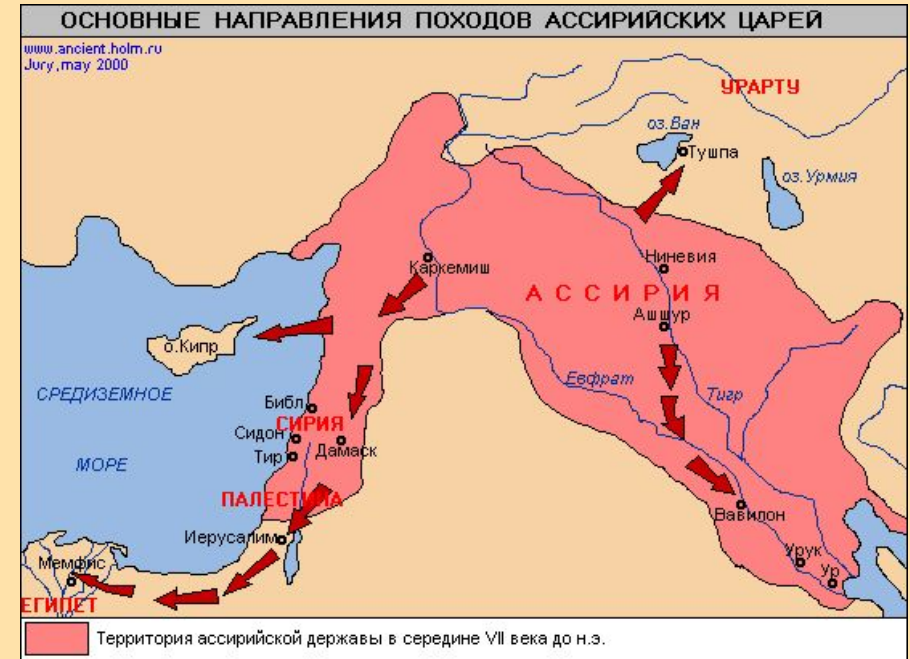 ОСНОВНЫЕ НАПРАВЛЕНИЯ ПОХОДОВ АССИРИЙСКИХ ЦАРЕЙ
www.ancient.holm.ru
Jury,may 2000
УРАРТУ
оз.Ван
Тушпа
оз.Урмия
Каркемиш
Ниневия
АССИРИЯ
Ашшур
о.Кипр
Евфрат
Тигр
СРЕДИЗЕМНОЕ
МОРЕ
Библ
СИРИЯ
Сидон
Тир
Дамаск
ПАЛЕСТИНА
Вавилон
Иерусалим
Урук
Ур
Мемфис
ЕГИПЕТ
Территория ассирийской державы в середине VII века до н.э.